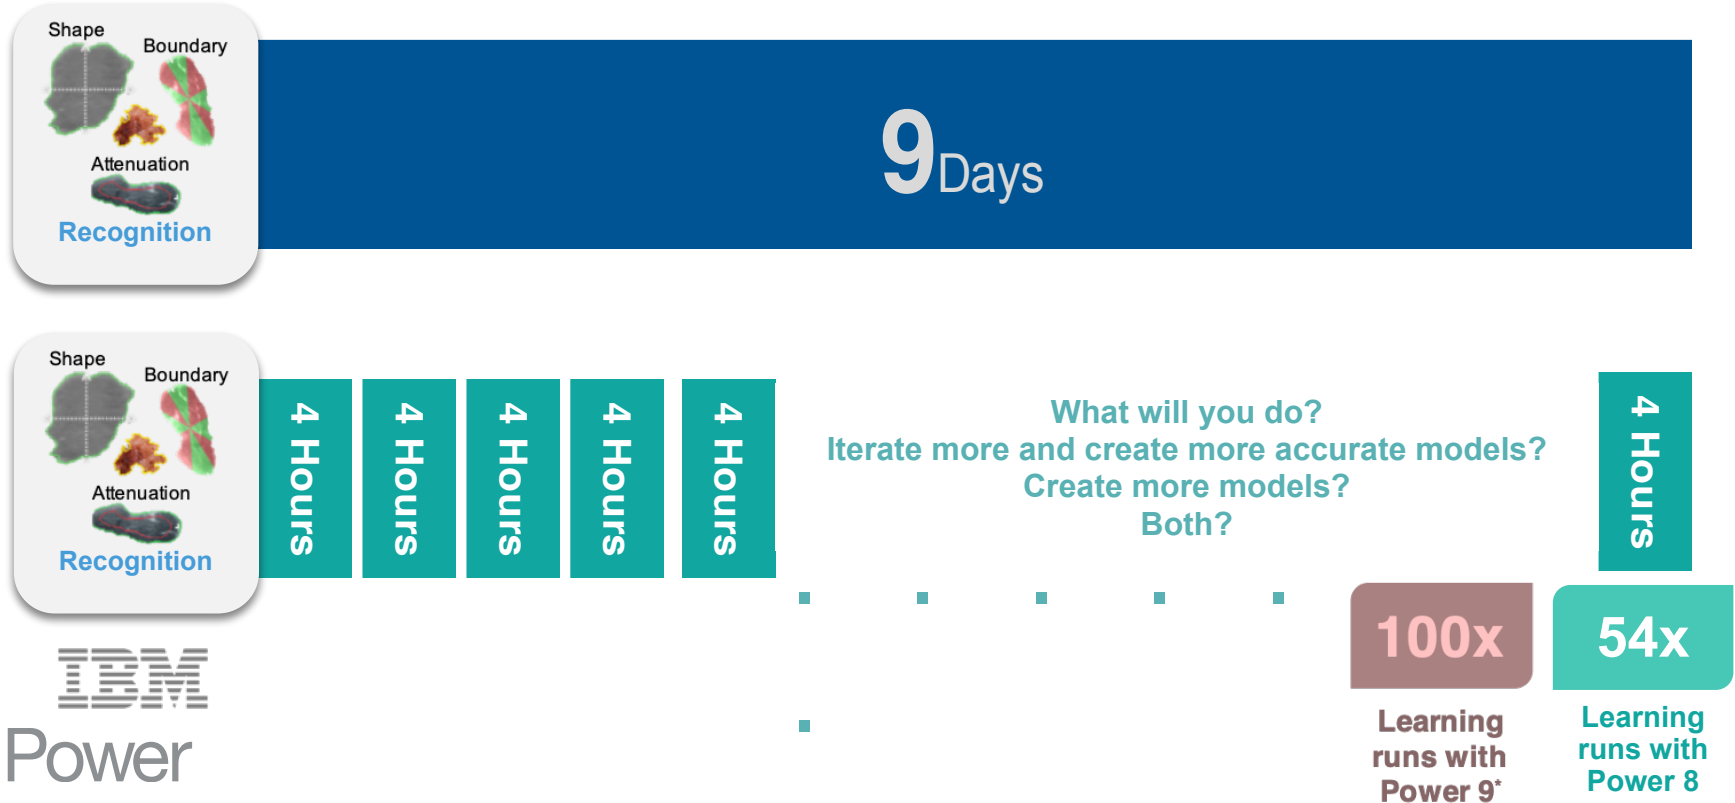 Shape
Boundary
Attenuation
Recognition
9 Days
Shape
Boundary
Attenuation
Recognition
4 Hours
4 Hours
4 Hours
4 Hours
4 Hours
What will you do?
Iterate more and create more accurate models?
Create more models?
Both?
4 Hours
100x
Learning
runs with
Power 9*
54x
Learning
runs with
Power 8
IBM
Power